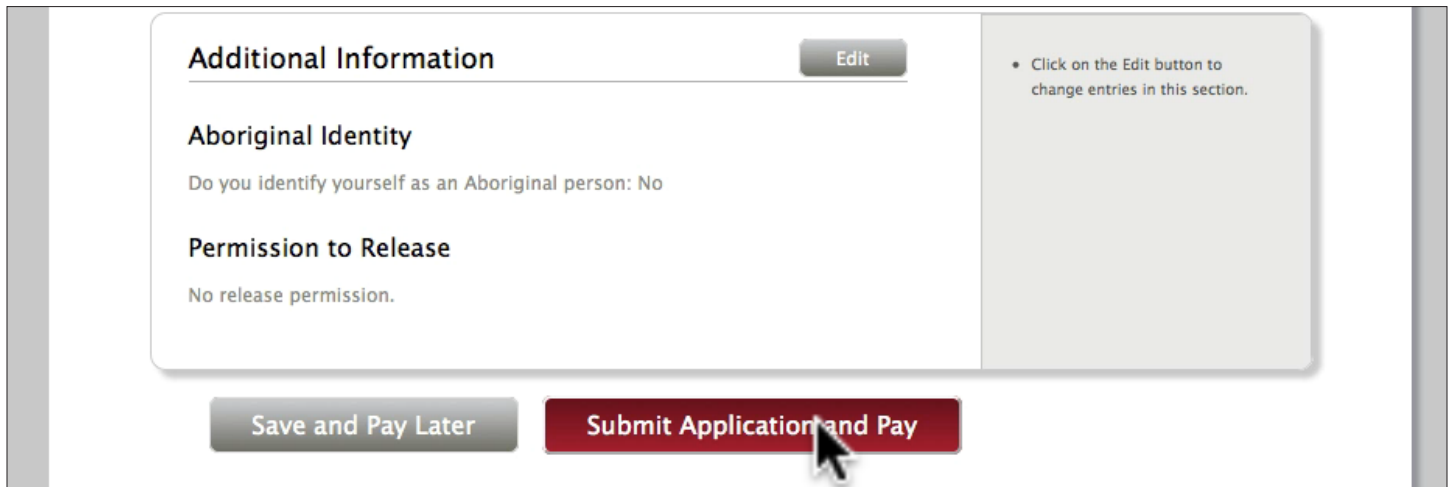 Additional Information
Edit
• Click on the Edit button to
change entries in this section.
Aboriginal Identity
Do you identify yourself as an Aboriginal person: No
Permission to Release
No release permission.
Save and Pay Later
Submit Application and Pay